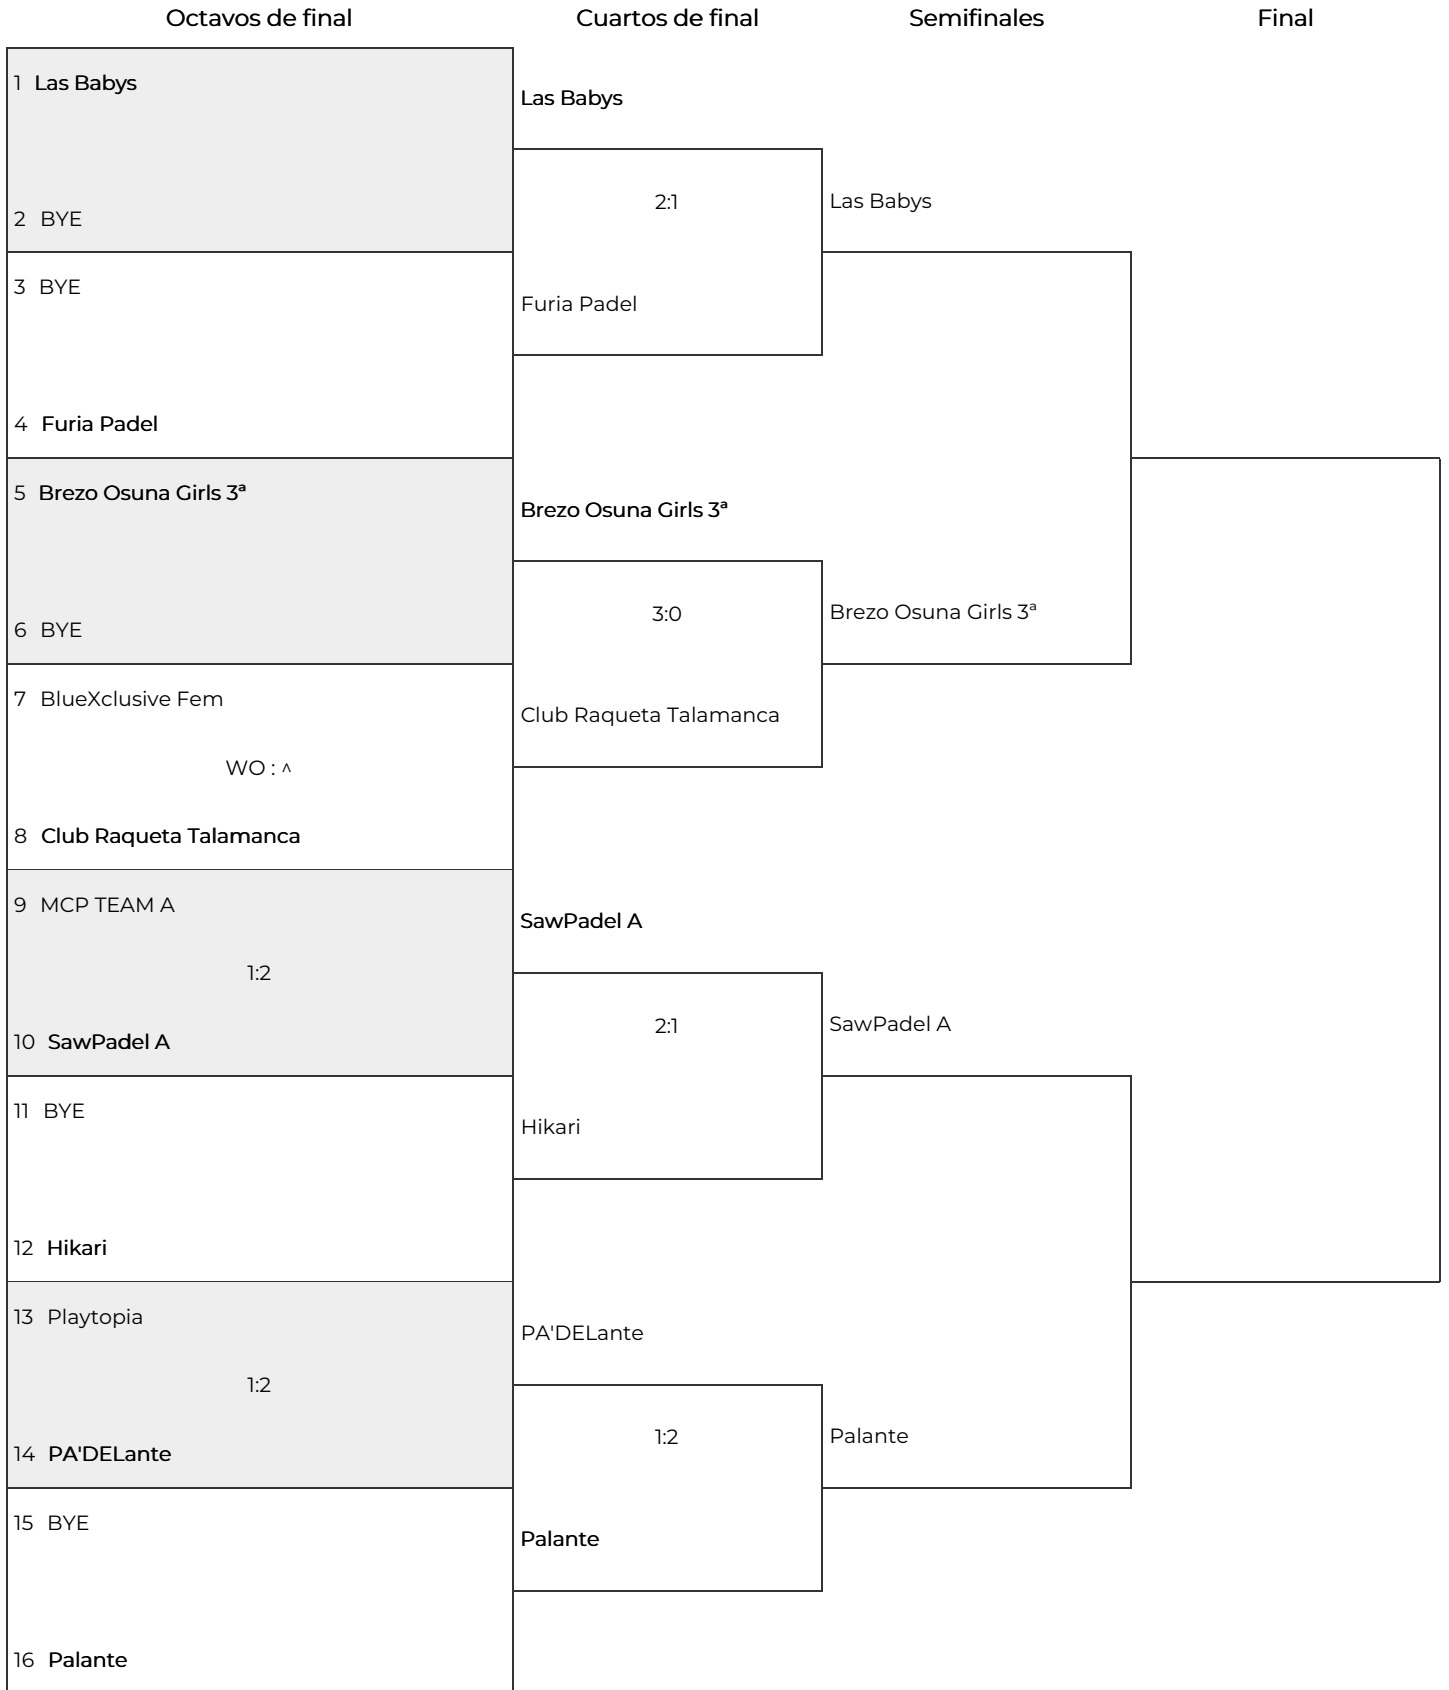 Octavos de final
Cuartos de final
Semifinales
Final
1 Las Babys
2 BYE
3 BYE
4 Furia Padel
5 Brezo Osuna Girls 3ª
6 BYE
7 BlueXclusive Fem
WO : ^
8 Club Raqueta Talamanca
9 MCP TEAM A
1:2
10 SawPadel A
11 BYE
12 Hikari
13 Playtopia
1:2
14 PA'DELante
15 BYE
16 Palante
Las Babys
2:1
Furia Padel
Brezo Osuna Girls 3ª
3:0
Club Raqueta Talamanca
SawPadel A
2:1
Hikari
PA'DELante
1:2
Palante
Las Babys
Brezo Osuna Girls 3ª
SawPadel A
Palante